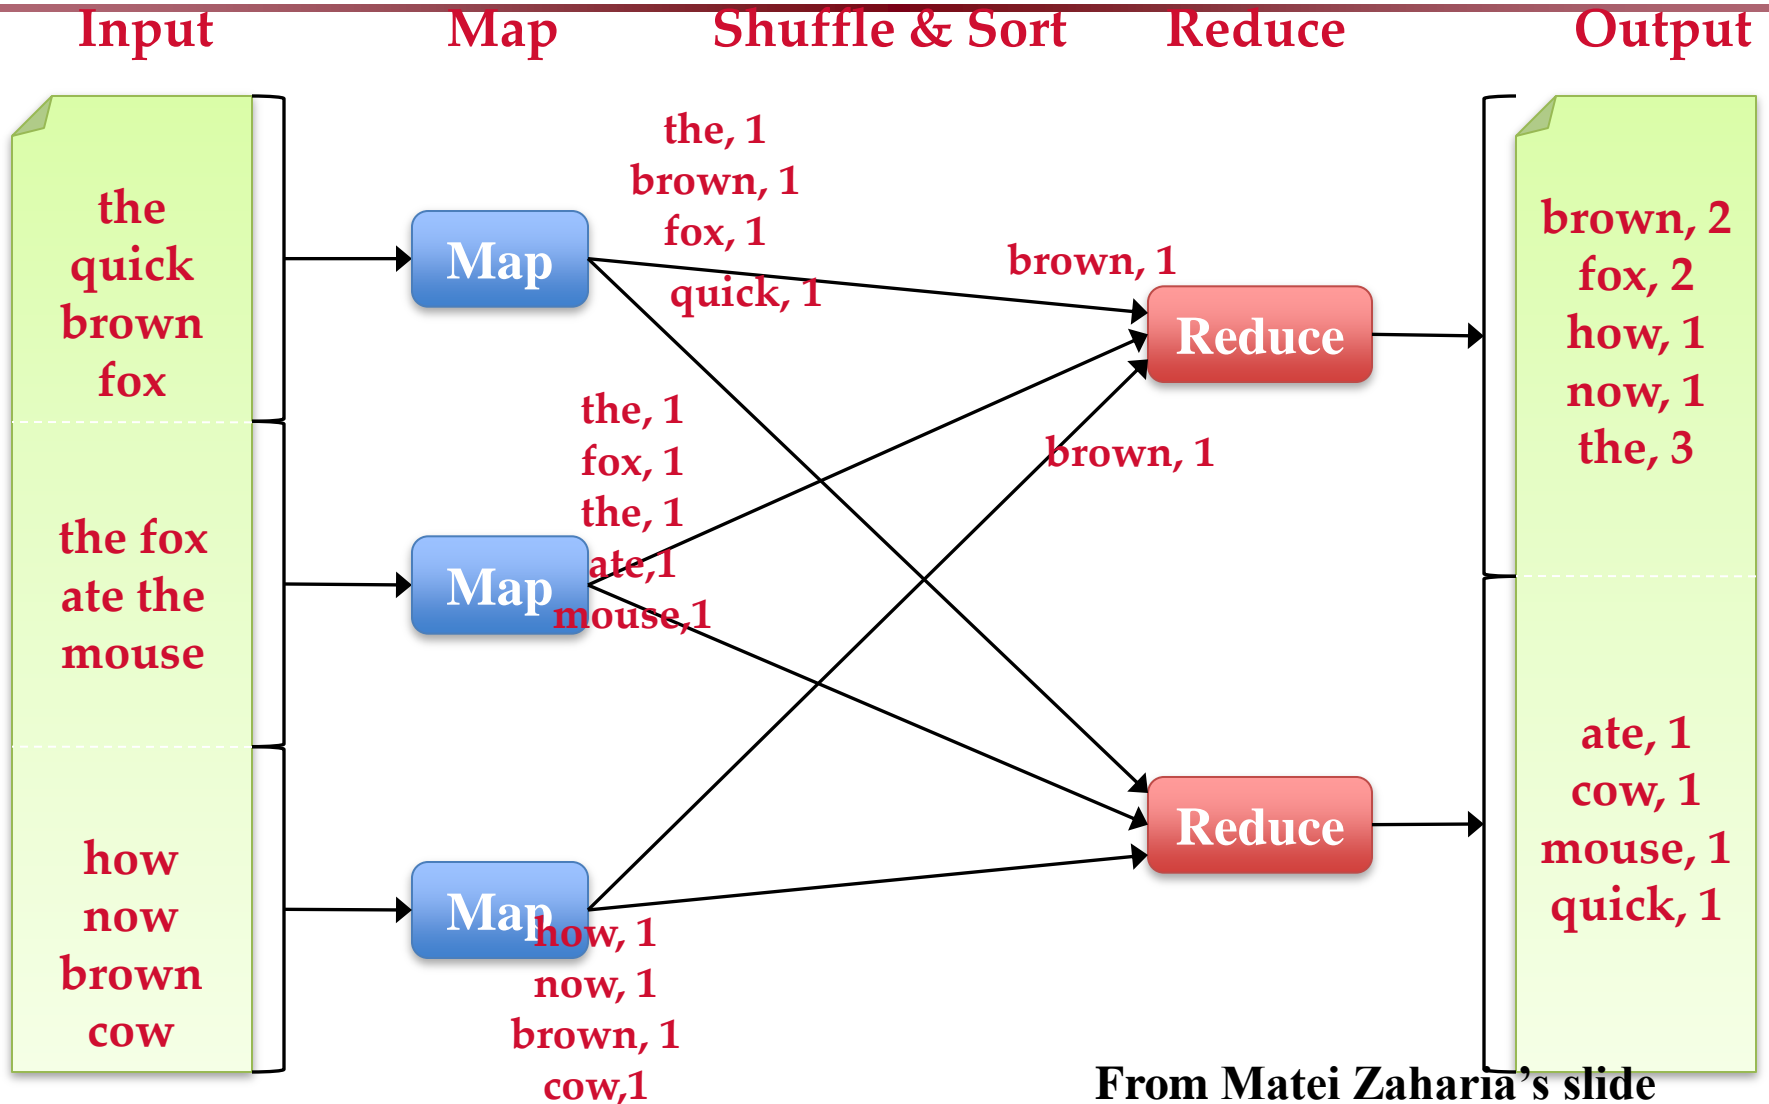 Input Map Shuffle & Sort Reduce Output
the
quick
brown
fox
the fox
ate the
mouse
how
now
brown
cow
Map
the, 1
brown, 1
fox, 1
quick, 1
Map
the, 1
fox, 1
the, 1
ate,1
mouse,1
Map
how, 1
now, 1
brown, 1
cow,1
brown, 1
Reduce
brown, 1
Reduce
brown, 2
fox, 2
how, 1
now, 1
the, 3
ate, 1
cow, 1
mouse, 1
quick, 1
From Matei Zaharia’s slide